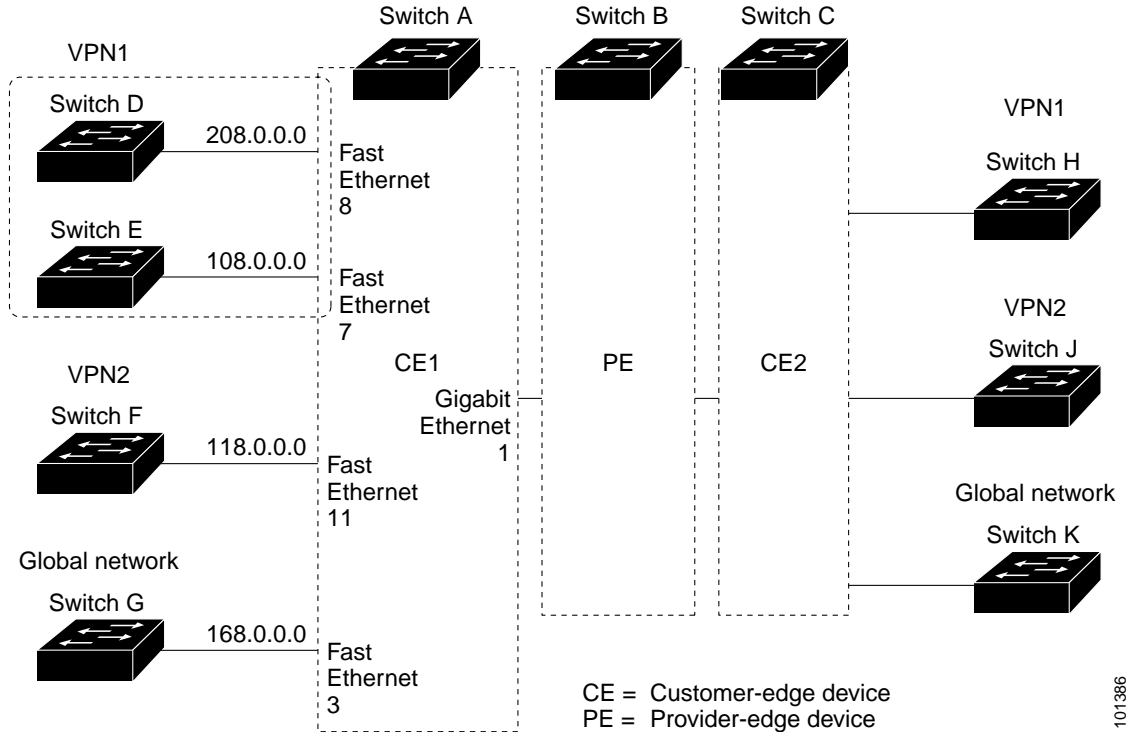 Switch A
Switch B
Switch C
VPN1
Switch D
208.0.0.0
Fast
Ethernet
8
Switch E
108.0.0.0
Fast
Ethernet
7
VPN2
Switch F
118.0.0.0
Fast
Ethernet
11
Global network
Switch G
168.0.0.0
Fast
Ethernet
3
CE1
Gigabit
Ethernet
1
PE
CE2
VPN1
Switch H
VPN2
Switch J
Global network
Switch K
CE = Customer-edge device
PE = Provider-edge device
101386